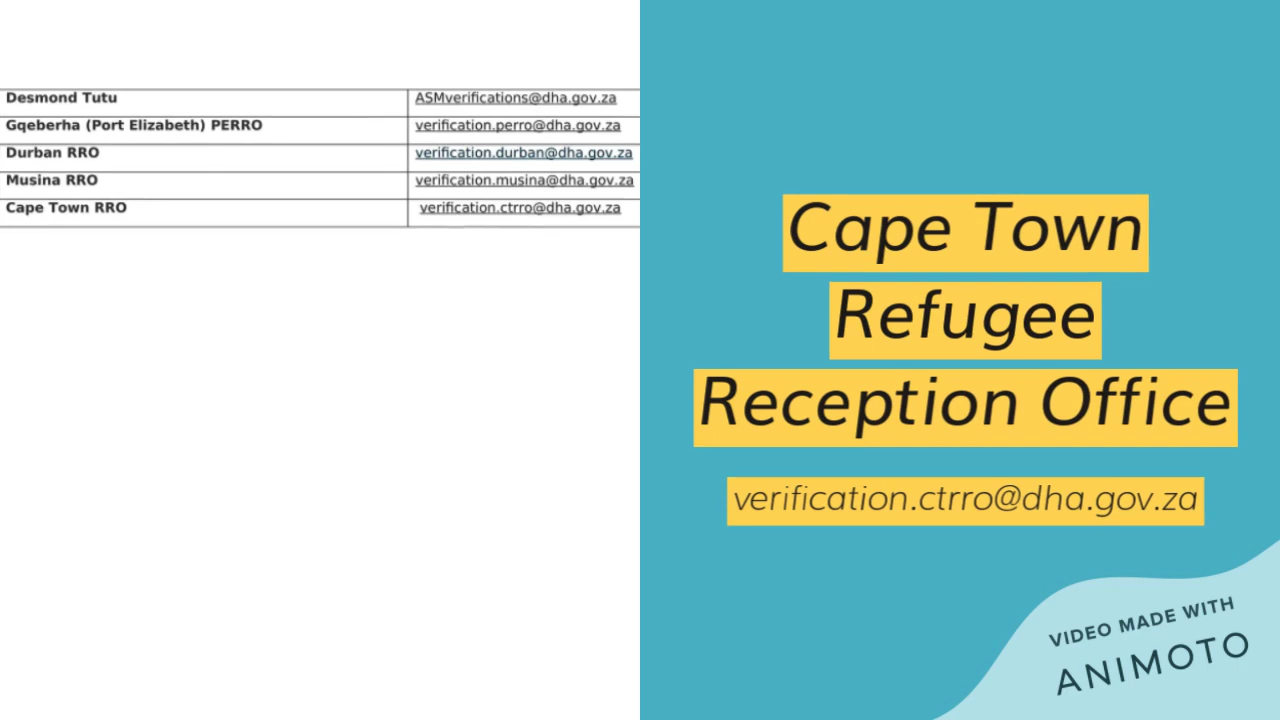 Desmond Tutu ASMverifications@dha.gov.za
Gqeberha (Port Elizabeth) PERRO verification.perro@dha.gov.za
Durban RRO verification.durban@dha.gov.za
Musina RRO verification.musina@dha.gov.za
Cape Town RRO verification.ctrro@dha.gov.za
Cape Town
Refugee
Reception Office
verification.ctrro@dha.gov.za
VIDEO MADE WITH
ANIMOTO